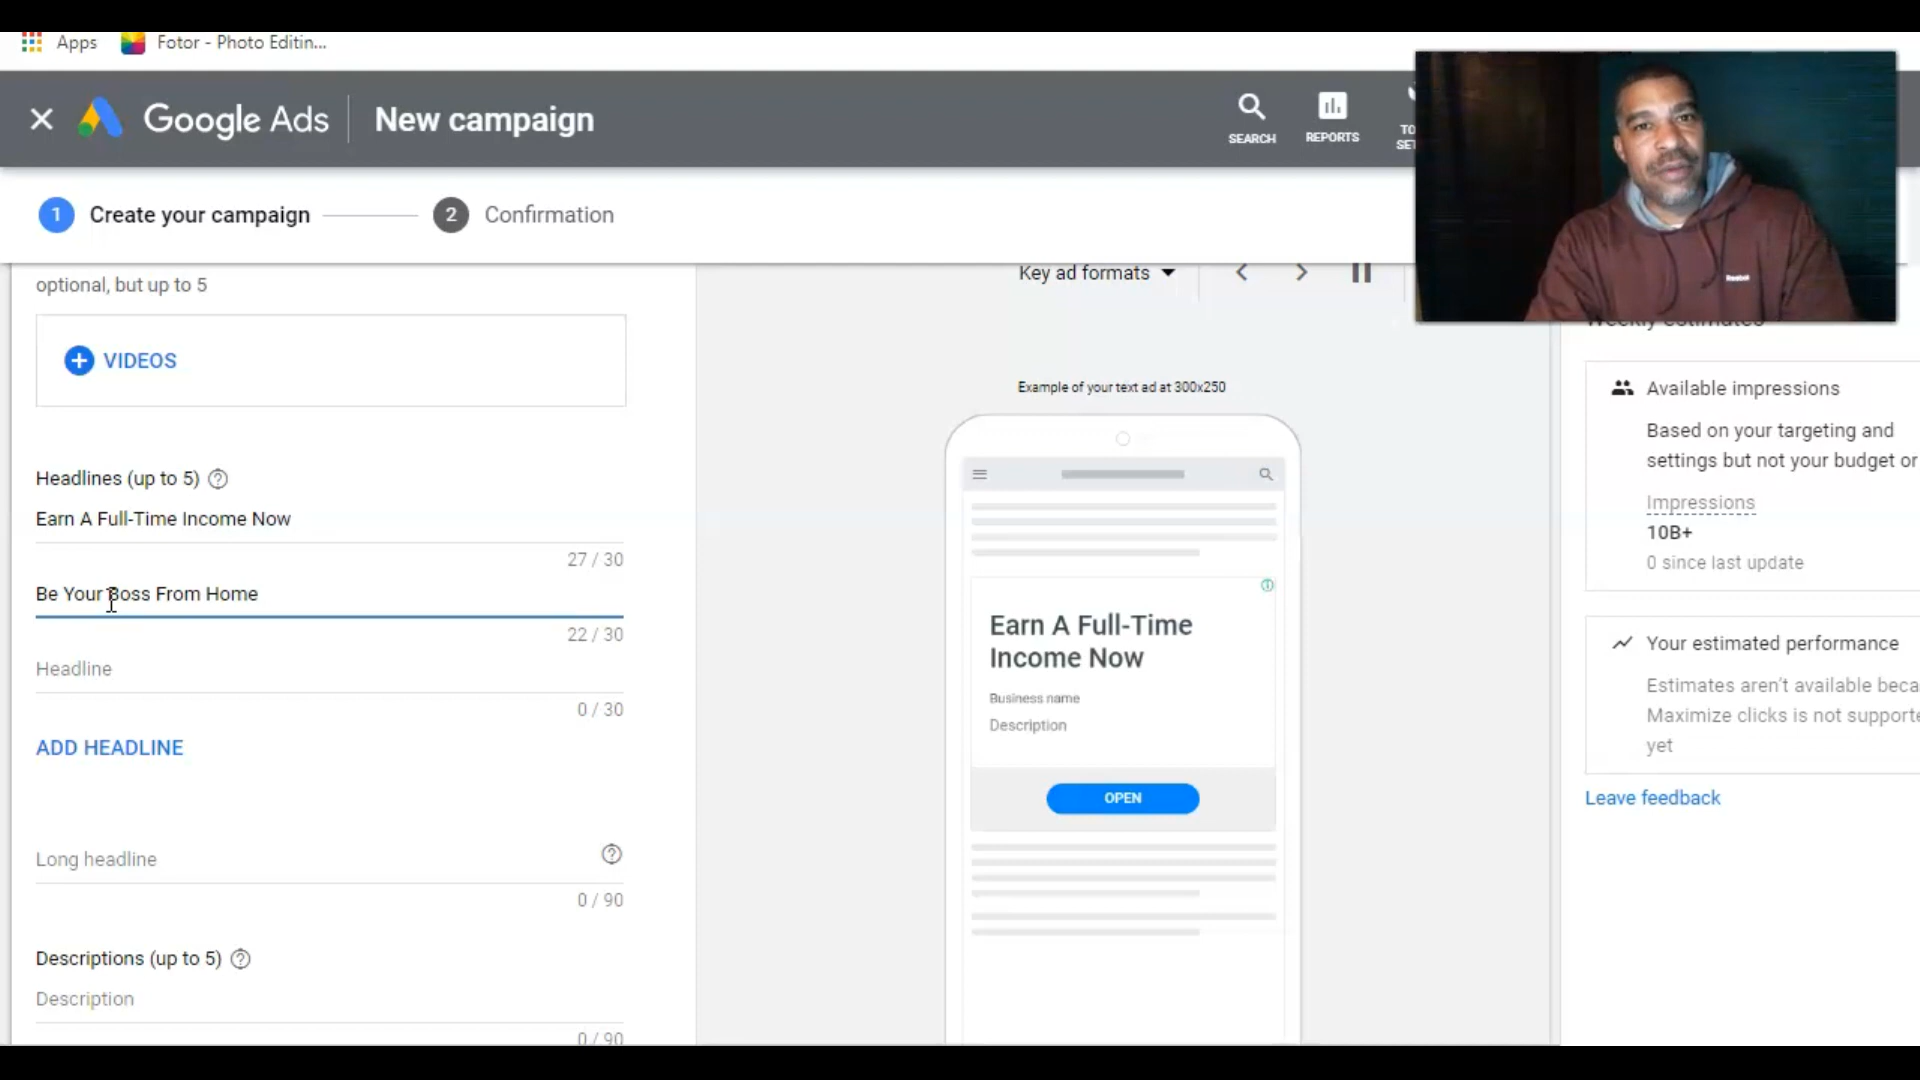 Apps Fotor - Photo Editin...
Google Ads New campaign
SEARCH REPORTS
1 Create your campaign 2 Confirmation
optional, but up to 5
VIDEOS
Headlines (up to 5)
Earn A Full-Time Income Now
27 / 30
Be Your Boss From Home
22 / 30
Headline
0 / 30
ADD HEADLINE
Long headline
0 / 90
Descriptions (up to 5)
Description
0 / 90
Key ad formats
Example of your text ad at 300x250
Earn A Full-Time
Income Now
Business name
Description
OPEN
Weekly estimates
Available impressions
Based on your targeting and
settings but not your budget or
Impressions
10B+
0 since last update
Your estimated performance
Estimates aren't available beca
Maximize clicks is not supporte
yet
Leave feedback
Reebok